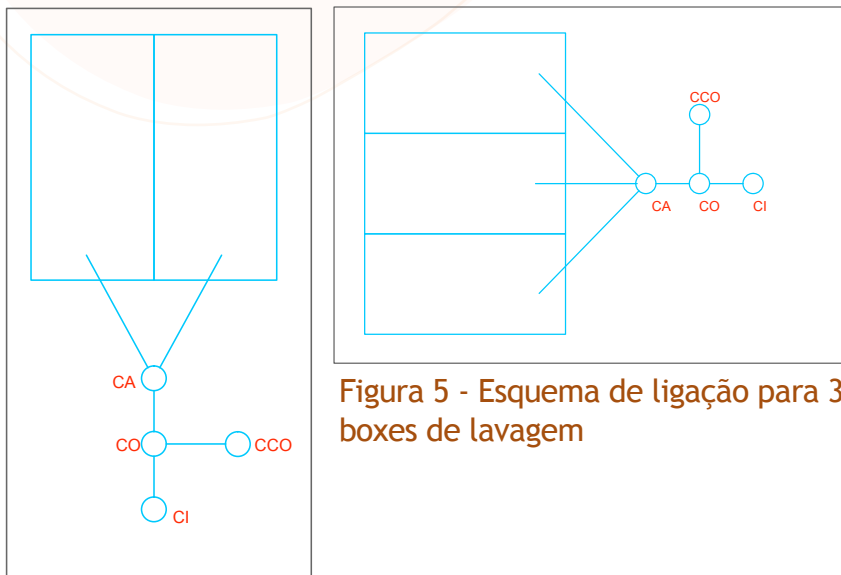 CA
CO
CCO
CI
CCO
CA
CO
CI
Figura 5 - Esquema de ligação para 3
boxes de lavagem